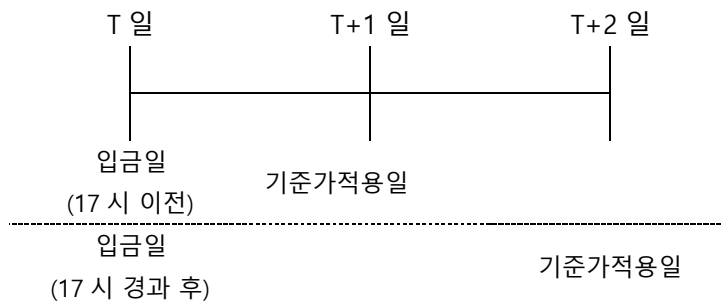 T 일 T+1 일 T+2 일
입금일
(17 시 이전)
기준가적용일
입금일
(17 시 경과 후)
기준가적용일